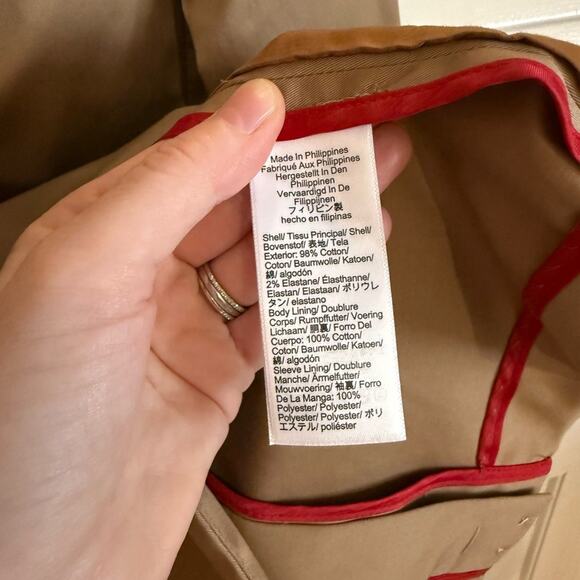 Made In Philippines
Fabriqué Aux Philippines
Hergestellt In Den
Philippinen
Vervaardigd In De
Filippijnen
フィリピン製
hecho en filipinas
Shell/ Tissu Principal/ Shell/
Bovenstof/ 表地/ Tela
Exterior: 98% Cotton/
Coton/ Baumwolle/ Katoen/
綿/ algodón
2% Elastane/ Élasthanne/
Elastan/ Elastaan/ ポリウレ
タン/ elastano
Body Lining/ Doublure
Corps/ Rumpffutter/ Voering
Lichaam/ 胴裏/ Forro Del
Cuerpo: 100% Cotton/
Coton/ Baumwolle/ Katoen/
綿/ algodón
Sleeve Lining/ Doublure
Manche/ Ärmelfutter/
Mouwvoering/ 袖裏/ Forro
De La Manga: 100%
Polyester/ Polyester/
Polyester/ Polyester/ ポリ
エステル/ poliéster